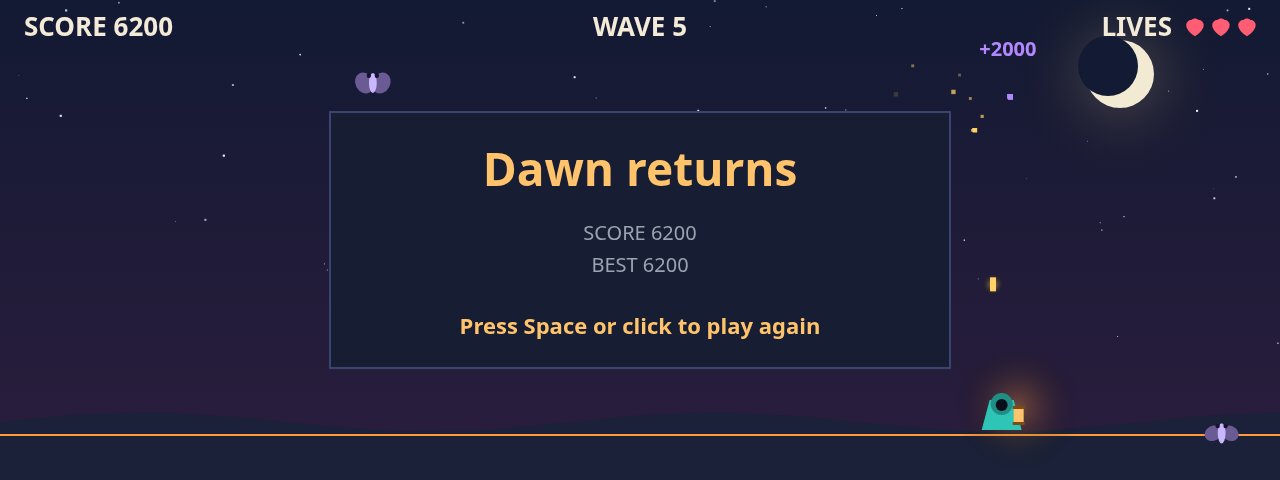 SCORE 6200
WAVE 5
LIVES
+2000
Dawn returns
SCORE 6200
BEST 6200
Press Space or click to play again